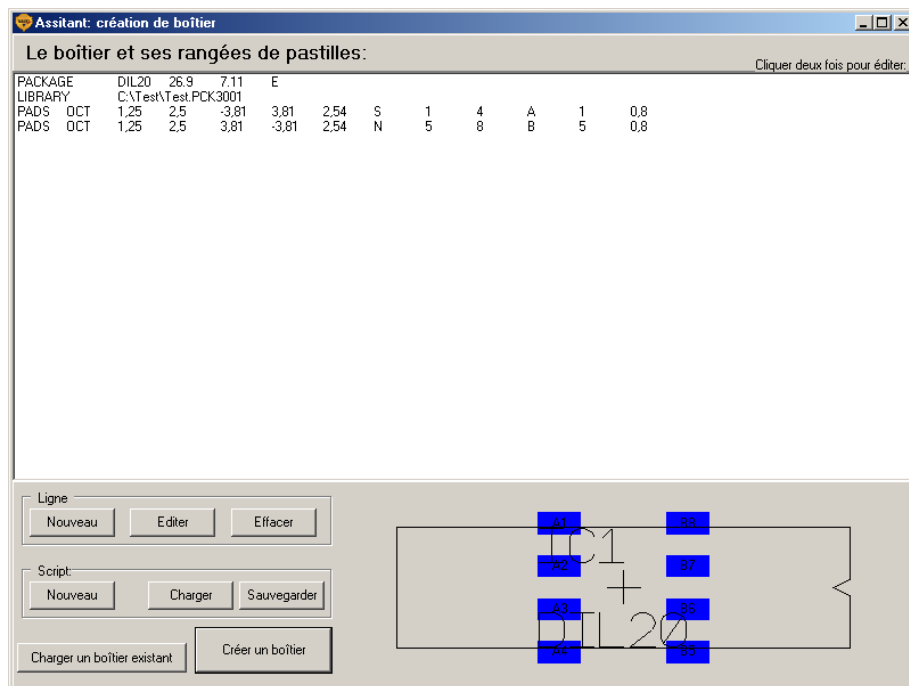 Assitant: création de boîtier
Le boîtier et ses rangées de pastilles:
Cliquer deux fois pour éditer:
PACKAGE DIL20 26.9 7.11 E
LIBRARY C:\Test\Test.PCK3001
PADS OCT 1,25 2,5 -3,81 3,81 2,54 S 1 4 A 1 0,8
PADS OCT 1,25 2,5 3,81 -3,81 2,54 N 5 8 B 5 0,8
Ligne
Nouveau Editer Effacer
Script:
Nouveau Charger Sauvegarder
Charger un boîtier existant Créer un boîtier
A1 B8
IC1
A2 B7
A3 B6
DIL20
A4 B5